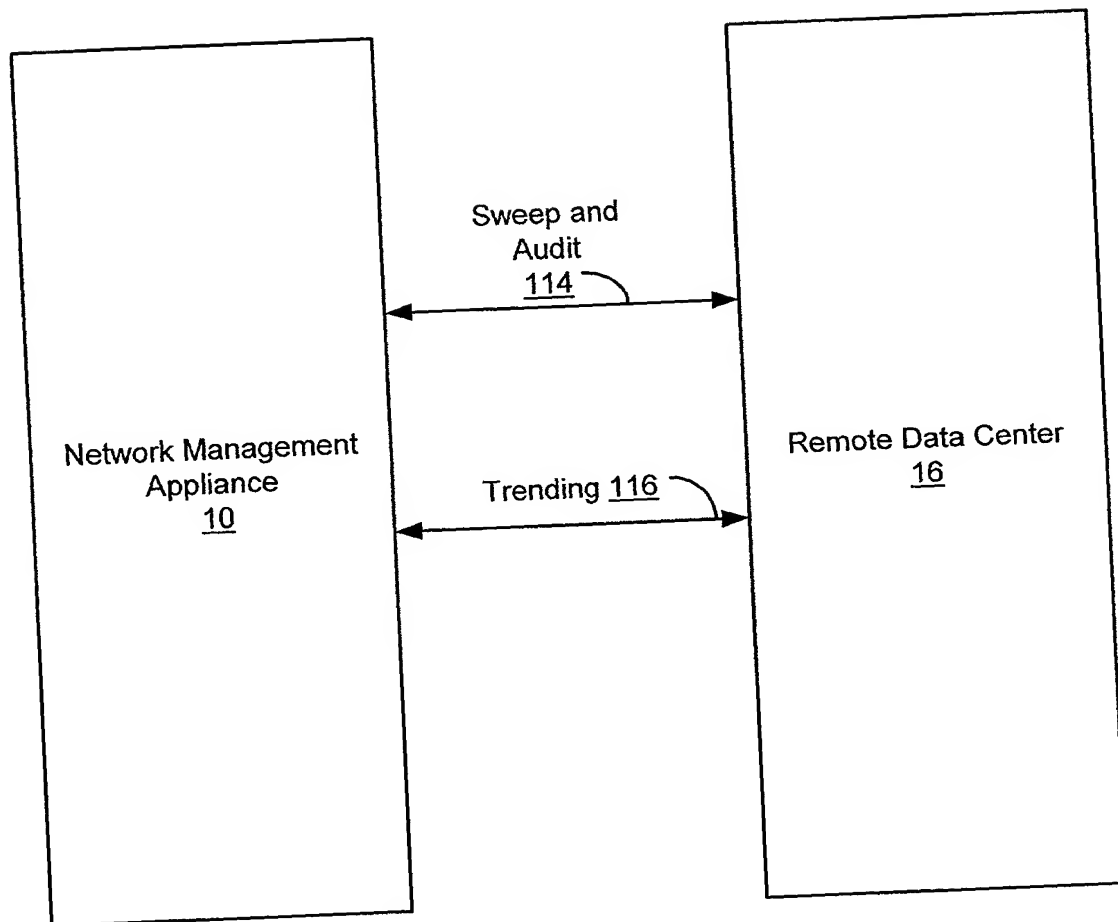 Sweep and
Audit
114
Network Management
Appliance
10
Trending 116
Remote Data Center
16